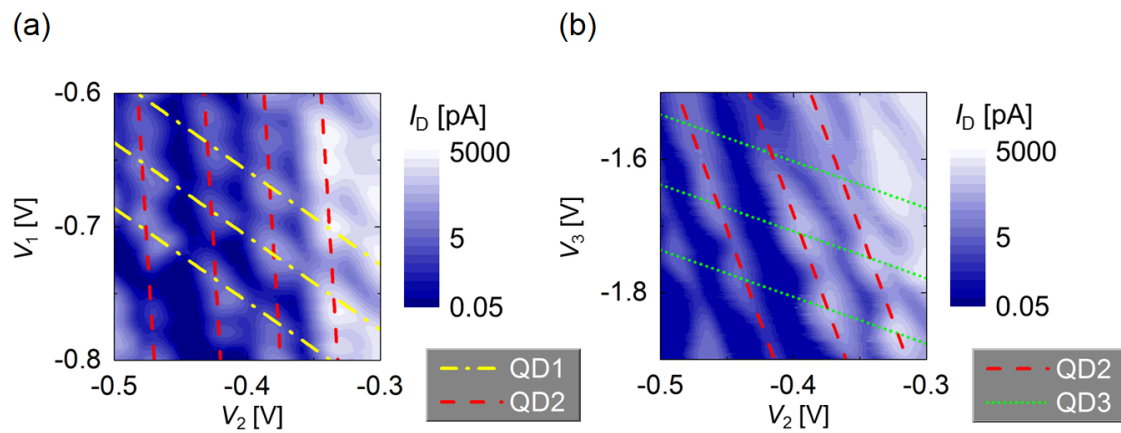 (a)
(b)
-0.6
-0.7
-0.8
V1 [V]
-0.5
-0.4
-0.3
V2 [V]
ID [pA]
5000
5
0.05
QD1
QD2
-1.6
-1.8
V3 [V]
-0.5
-0.4
-0.3
V2 [V]
ID [pA]
5000
5
0.05
QD2
QD3